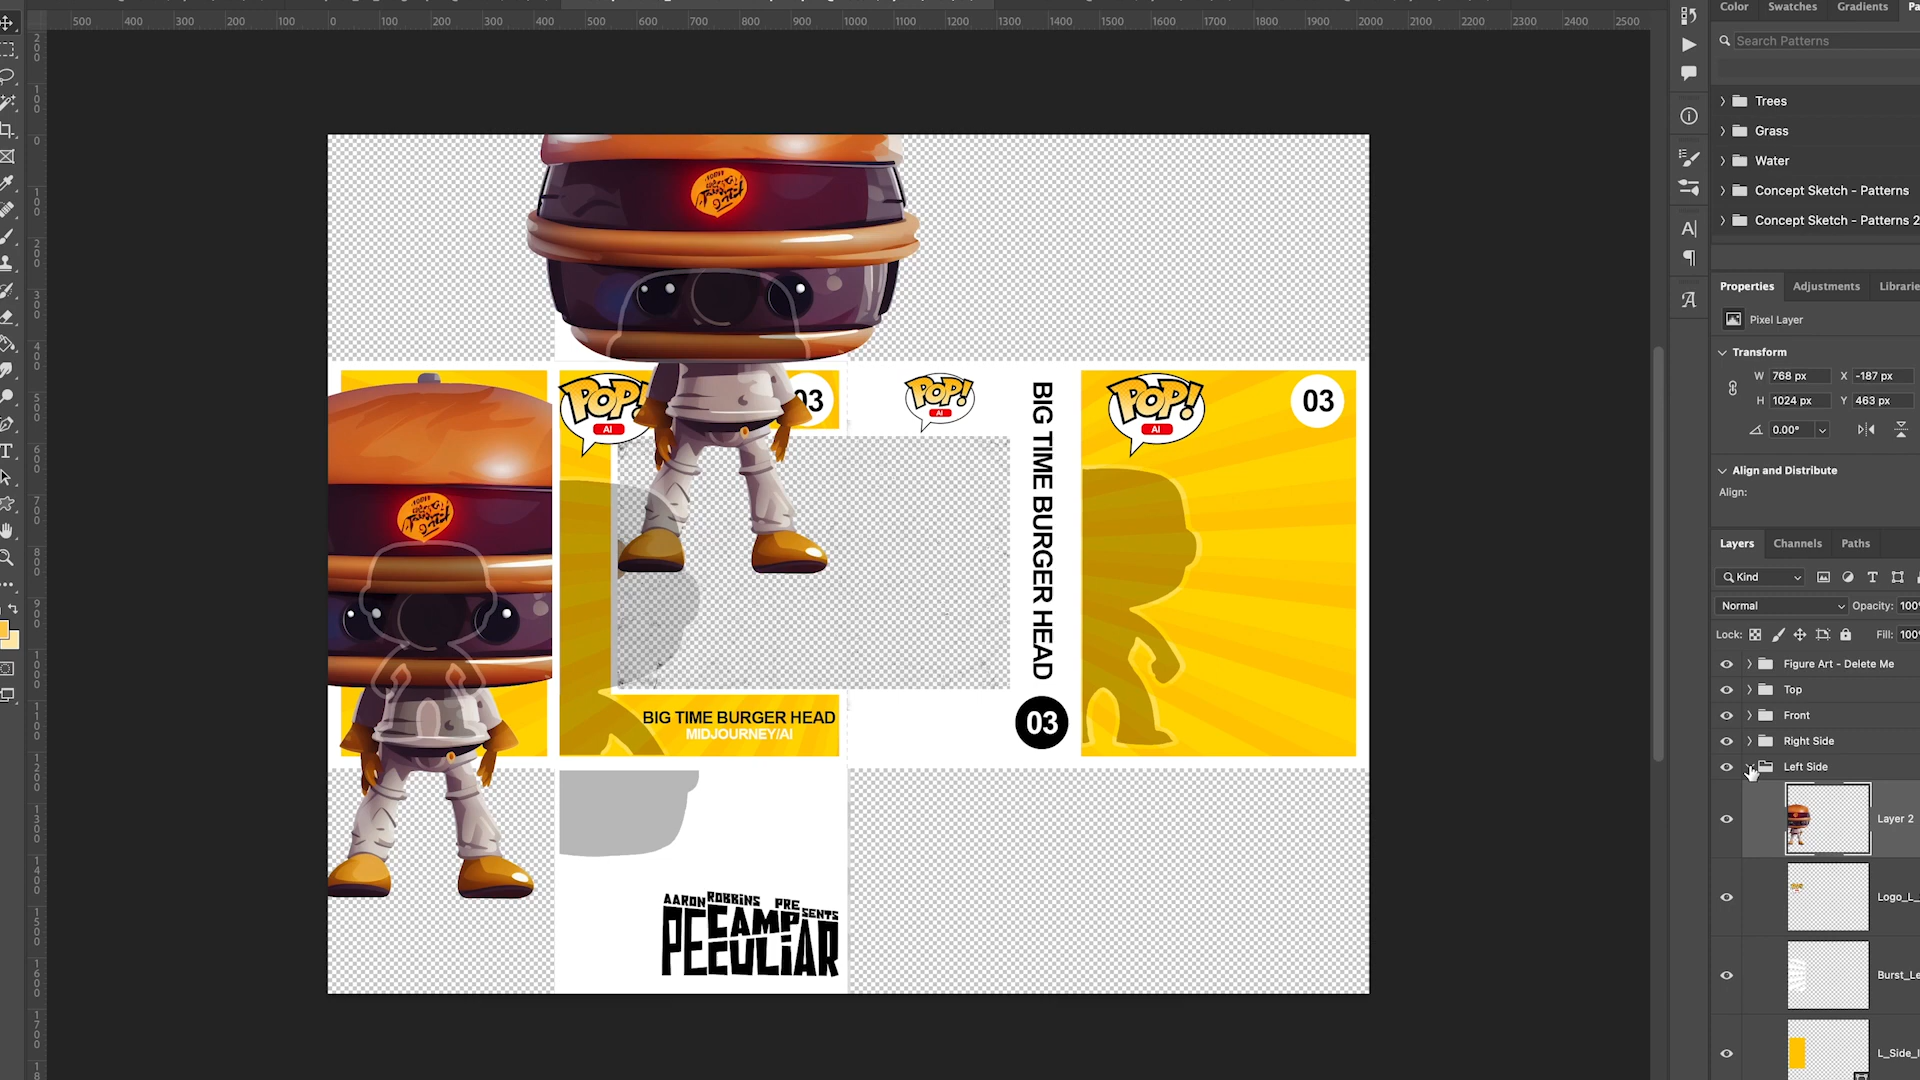 500 400 300 200 100 0 100 200 300 400 500 600 700 800 900 1000 1100 1200 1300 1400 1500 1600 1700 1800 1900 2000 2100 2200 2300 2400 2500
Color Swatches Gradients Pa
Search Patterns
Trees
Grass
Water
Concept Sketch - Patterns
Concept Sketch - Patterns 2
Properties Adjustments Librarie
Pixel Layer
Transform
W 768 px X -187 px
H 1024 px Y 463 px
0.00°
Align and Distribute
Align:
Layers Channels Paths
Kind
Normal Opacity: 100%
Lock: Fill: 100%
Figure Art - Delete Me
Top
Front
Right Side
Left Side
Layer 2
Logo_L_
Burst_Le
L_Side_I
POP!
AI
03
POP!
AI
BIG TIME BURGER HEAD
03
POP!
AI
03
BIG TIME BURGER HEAD
MIDJOURNEY/AI
AARON ROBBINS PRESENTS
CAMP
PECULIAR